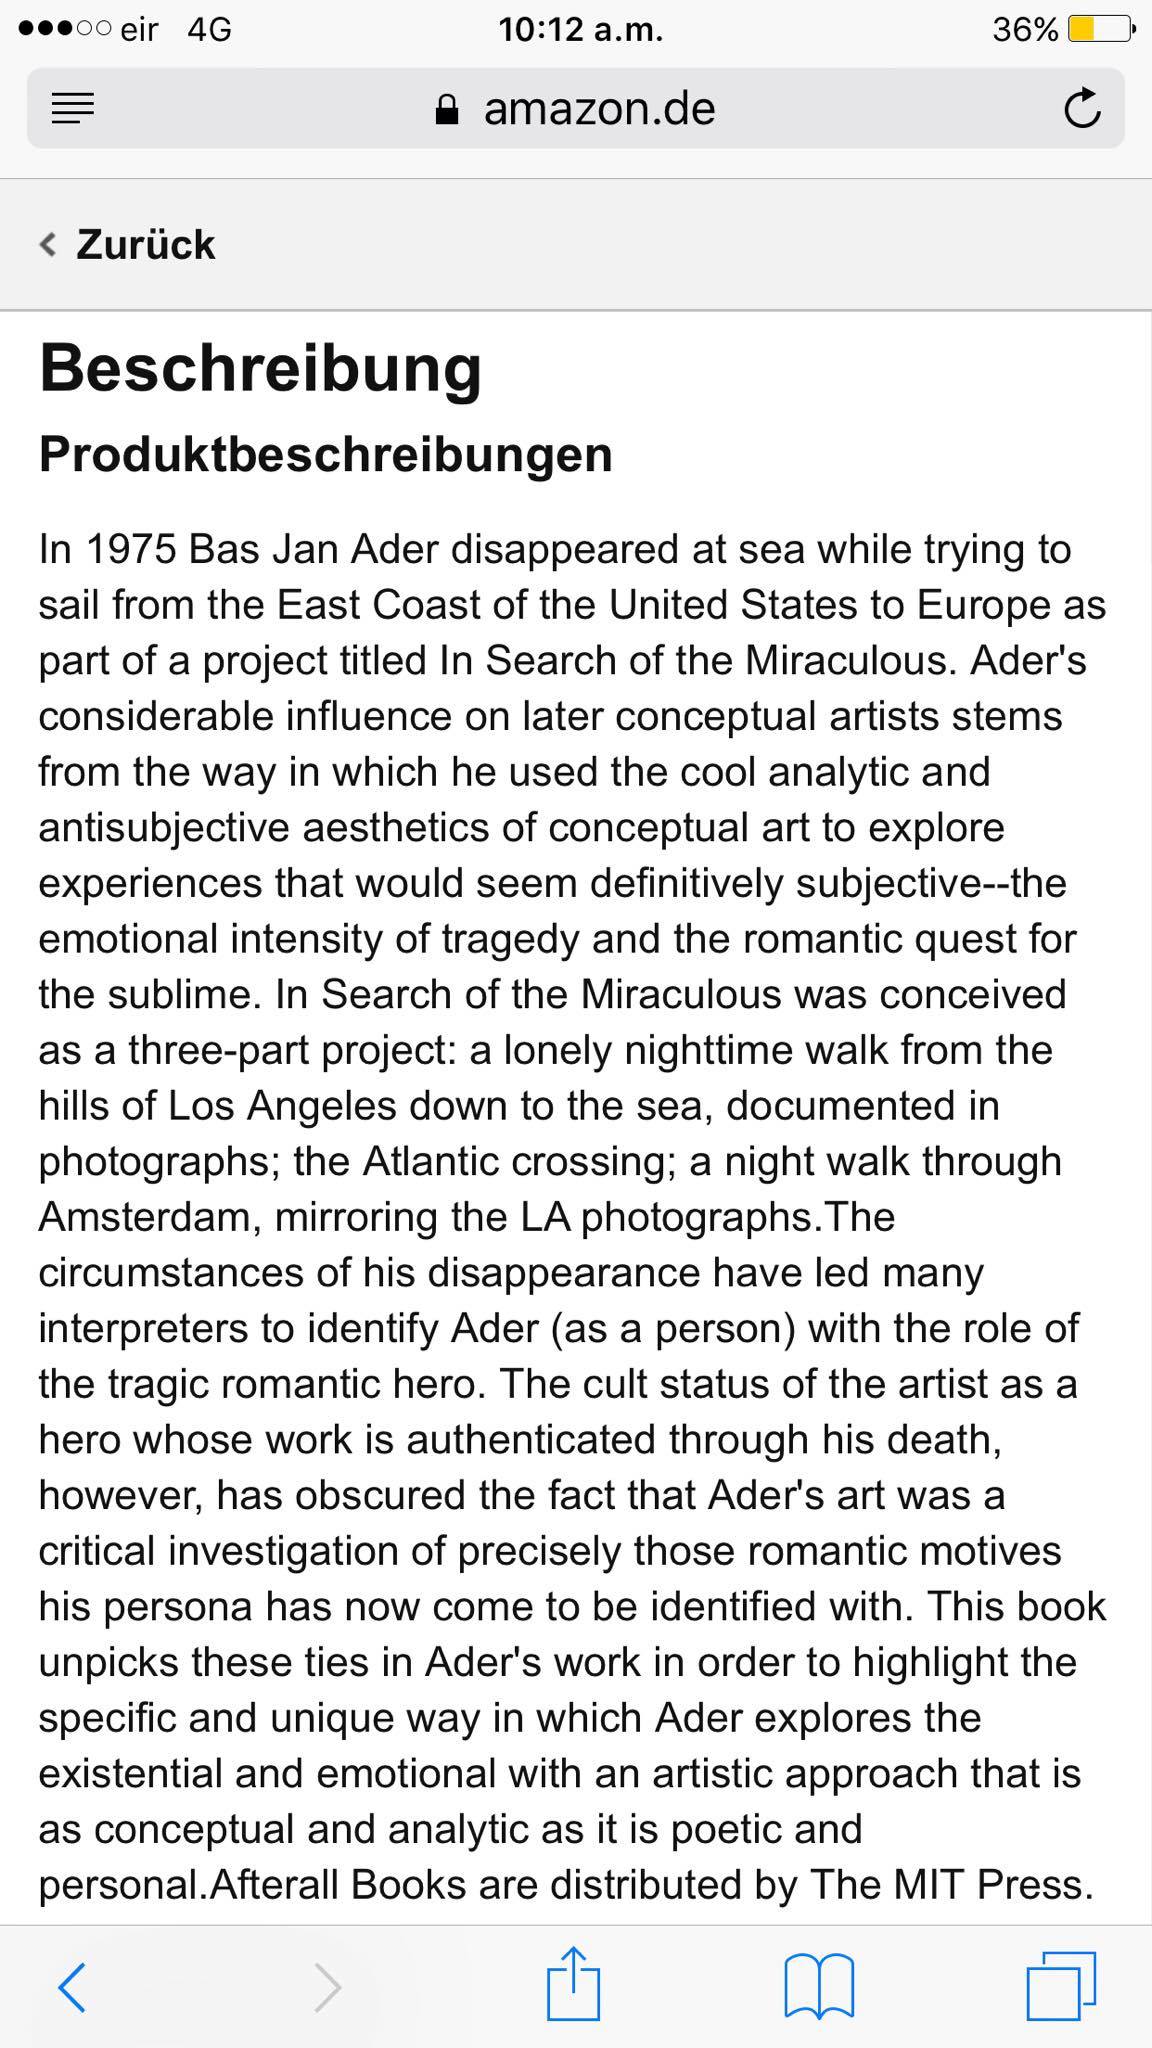 eir 4G 10:12 a.m. 36%
amazon.de
Zurück
Beschreibung
Produktbeschreibungen
In 1975 Bas Jan Ader disappeared at sea while trying to
sail from the East Coast of the United States to Europe as
part of a project titled In Search of the Miraculous. Ader's
considerable influence on later conceptual artists stems
from the way in which he used the cool analytic and
antisubjective aesthetics of conceptual art to explore
experiences that would seem definitively subjective--the
emotional intensity of tragedy and the romantic quest for
the sublime. In Search of the Miraculous was conceived
as a three-part project: a lonely nighttime walk from the
hills of Los Angeles down to the sea, documented in
photographs; the Atlantic crossing; a night walk through
Amsterdam, mirroring the LA photographs.The
circumstances of his disappearance have led many
interpreters to identify Ader (as a person) with the role of
the tragic romantic hero. The cult status of the artist as a
hero whose work is authenticated through his death,
however, has obscured the fact that Ader's art was a
critical investigation of precisely those romantic motives
his persona has now come to be identified with. This book
unpicks these ties in Ader's work in order to highlight the
specific and unique way in which Ader explores the
existential and emotional with an artistic approach that is
as conceptual and analytic as it is poetic and
personal.Afterall Books are distributed by The MIT Press.